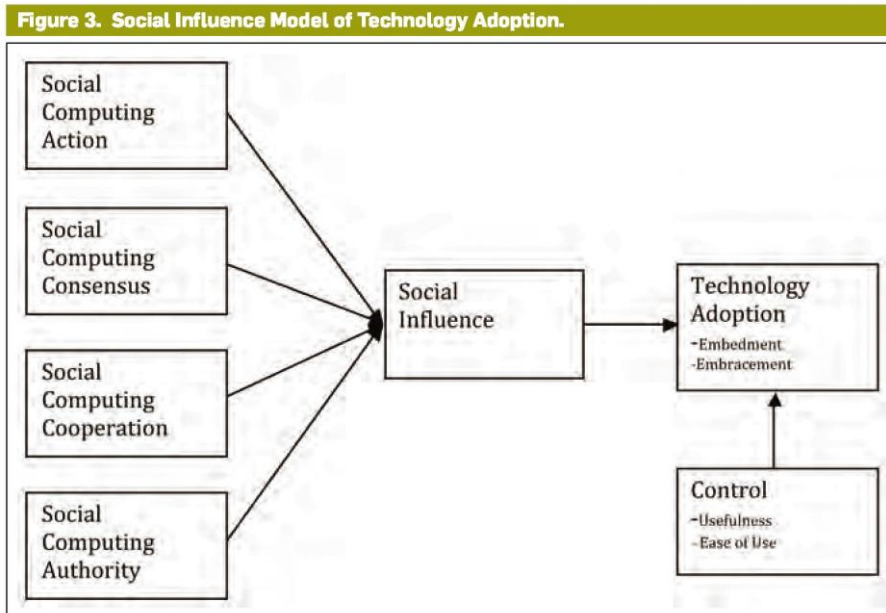 Figure 3. Social Influence Model of Technology Adoption.
Social
Computing
Action
Social
Computing
Consensus
Social
Computing
Cooperation
Social
Computing
Authority
Social
Influence
Technology
Adoption
-Embedment
-Embracement
Control
-Usefulness
-Ease of Use